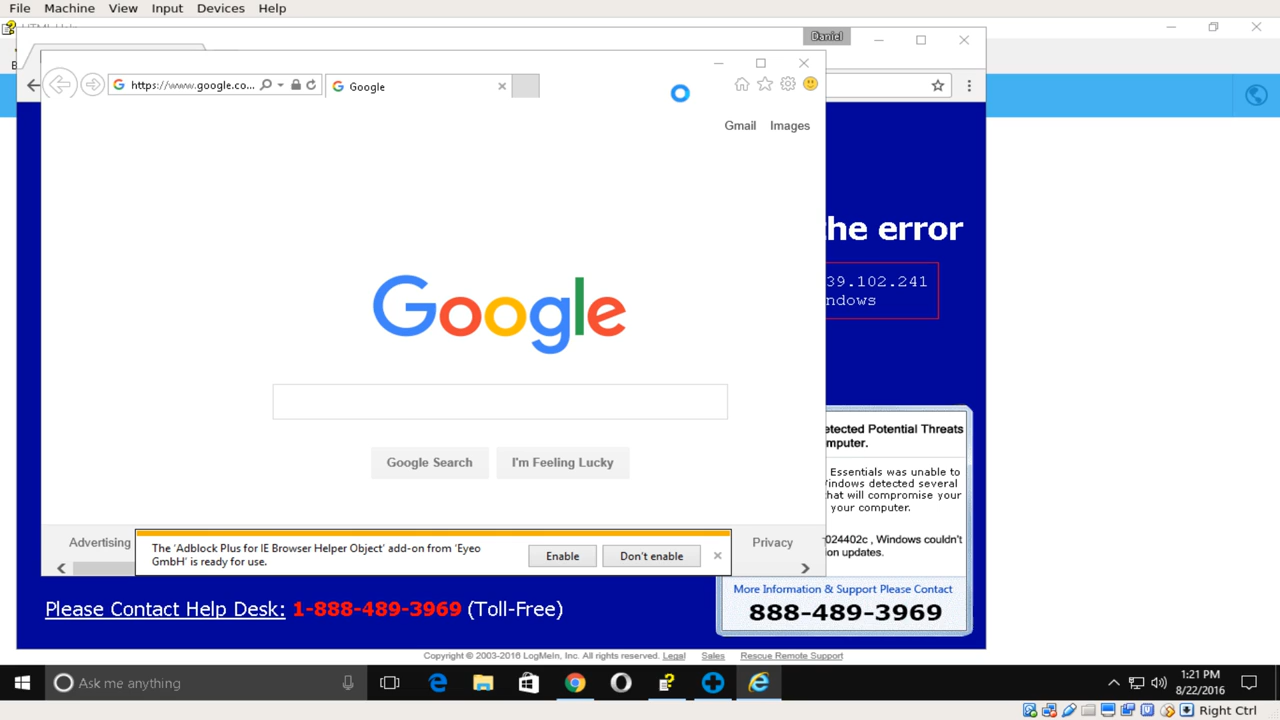 File Machine View Input Devices Help
Daniel
https://www.google.co...
Google
Gmail Images
he error
39.102.241
ndows
Google
Google Search
I'm Feeling Lucky
etected Potential Threats
mputer.
Essentials was unable to
indows detected several
hat will compromise your
your computer.
024402c , Windows couldn't
ion updates.
More Information & Support Please Contact
888-489-3969
Advertising
Privacy
The 'Adblock Plus for IE Browser Helper Object' add-on from 'Eyeo
GmbH' is ready for use.
Enable
Don't enable
Please Contact Help Desk: 1-888-489-3969 (Toll-Free)
Copyright © 2003-2016 LogMeIn, Inc. All rights reserved. Legal Sales Rescue Remote Support
Ask me anything
1:21 PM
8/22/2016
Right Ctrl